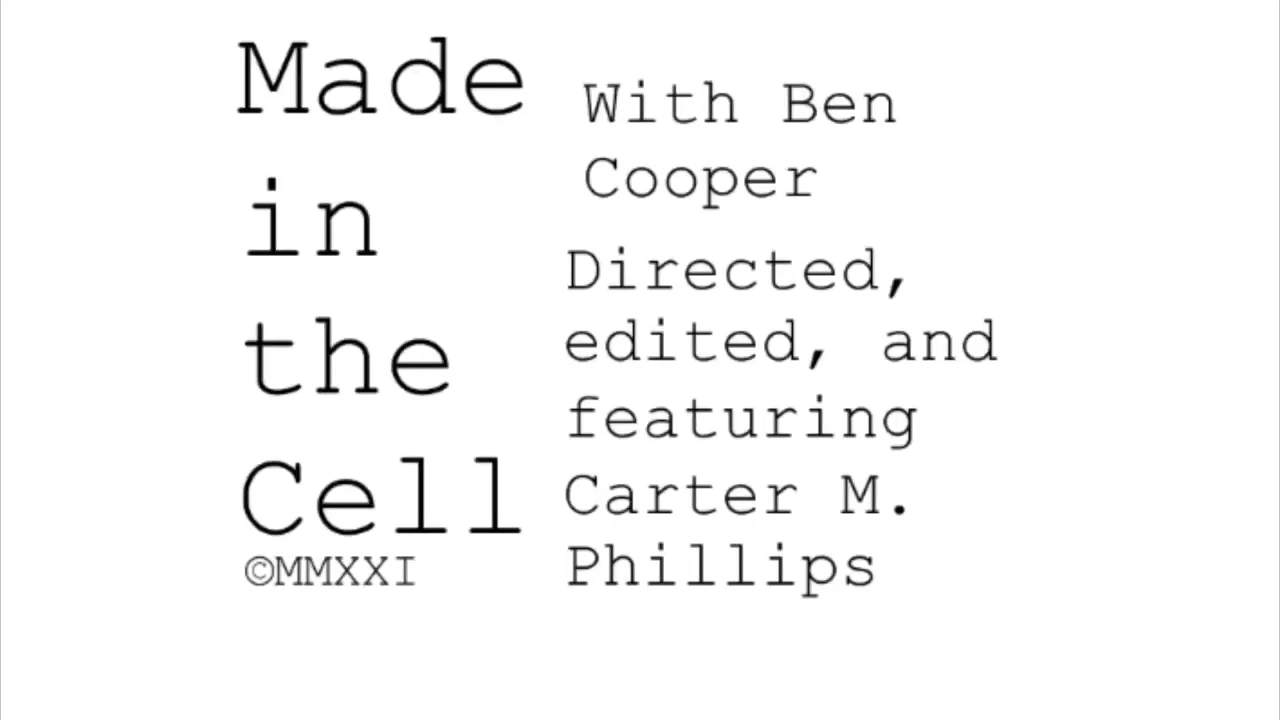 Made
in
the
Cell
©MMXXI
With Ben
Cooper
Directed,
edited, and
featuring
Carter M.
Phillips